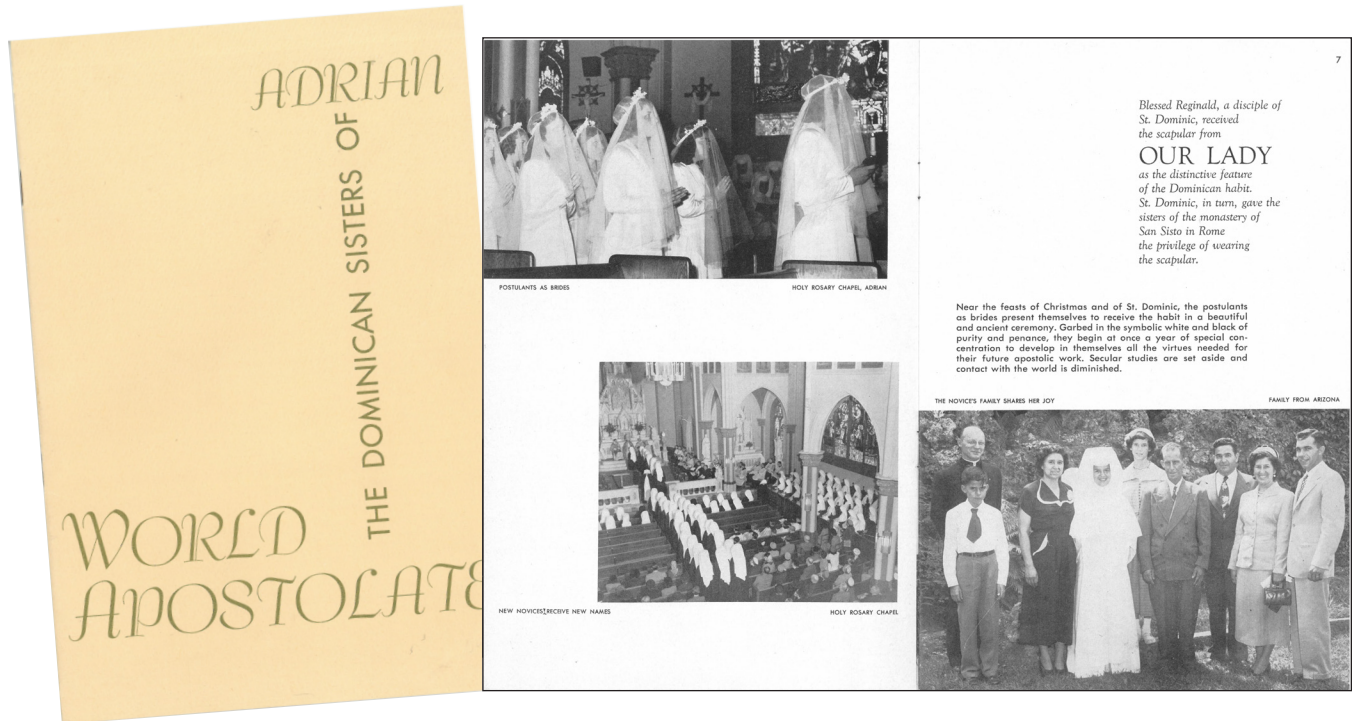 ADRIAN
THE DOMINICAN SISTERS OF
WORLD
APOSTOLATE
POSTULANTS AS BRIDES
HOLY ROSARY CHAPEL, ADRIAN
NEW NOVICES RECEIVE NEW NAMES
HOLY ROSARY CHAPEL
7
Blessed Reginald, a disciple of
St. Dominic, received
the scapular from
OUR LADY
as the distinctive feature
of the Dominican habit.
St. Dominic, in turn, gave the
sisters of the monastery of
San Sisto in Rome
the privilege of wearing
the scapular.
Near the feasts of Christmas and of St. Dominic, the postulants
as brides present themselves to receive the habit in a beautiful
and ancient ceremony. Garbed in the symbolic white and black of
purity and penance, they begin at once a year of special con-
centration to develop in themselves all the virtues needed for
their future apostolic work. Secular studies are set aside and
contact with the world is diminished.
THE NOVICE'S FAMILY SHARES HER JOY
FAMILY FROM ARIZONA